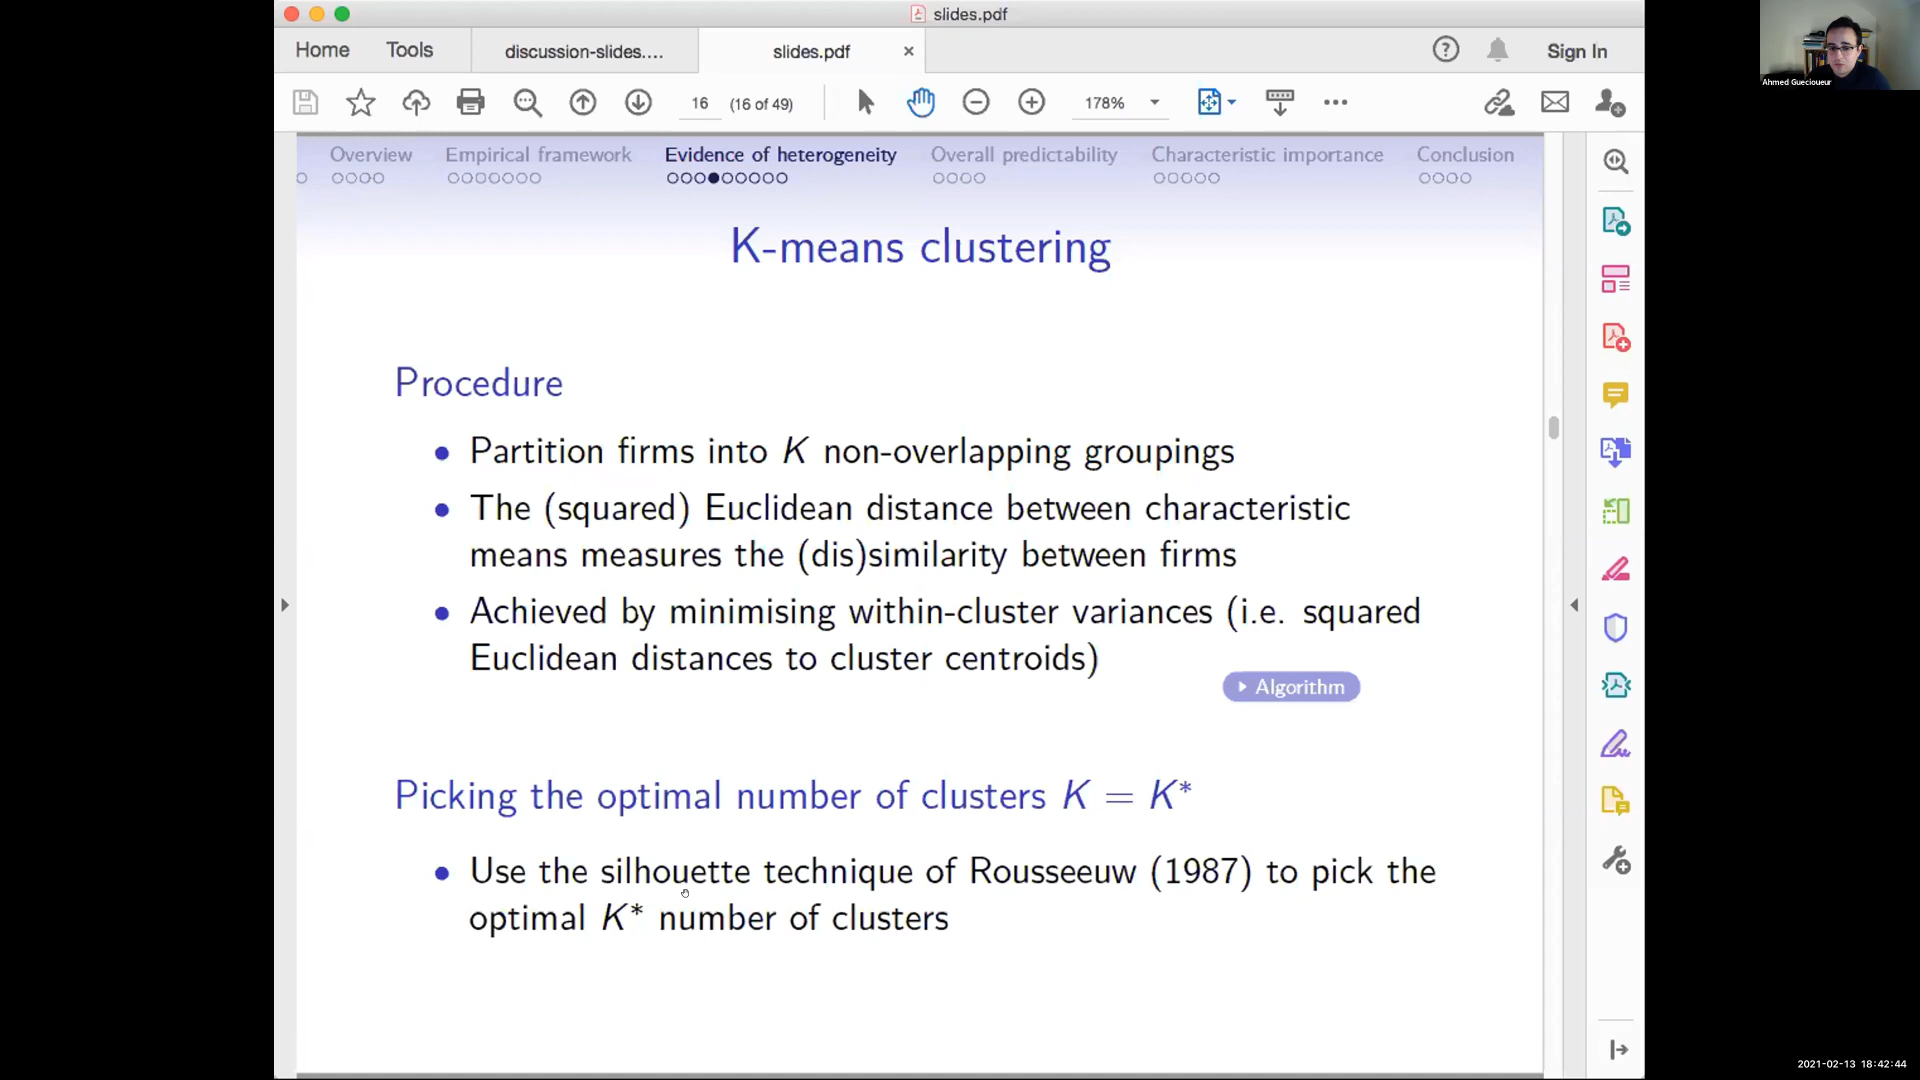 slides.pdf
Home Tools discussion-slides.... slides.pdf × Sign In
16 (16 of 49) 178%
Overview Empirical framework Evidence of heterogeneity Overall predictability Characteristic importance Conclusion
K-means clustering
Procedure
• Partition firms into K non-overlapping groupings
• The (squared) Euclidean distance between characteristic
means measures the (dis)similarity between firms
• Achieved by minimising within-cluster variances (i.e. squared
Euclidean distances to cluster centroids)
Algorithm
Picking the optimal number of clusters K = K*
• Use the silhouette technique of Rousseeuw (1987) to pick the
optimal K* number of clusters
Ahmed Guecioueur
2021-02-13 18:42:44